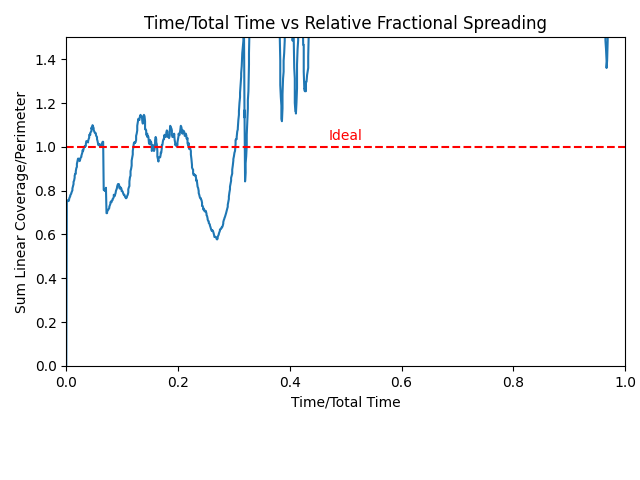 Time/Total Time vs Relative Fractional Spreading
Sum Linear Coverage/Perimeter
1.4
1.2
1.0
0.8
0.6
0.4
0.2
0.0
Ideal
0.0 0.2 0.4 0.6 0.8 1.0
Time/Total Time